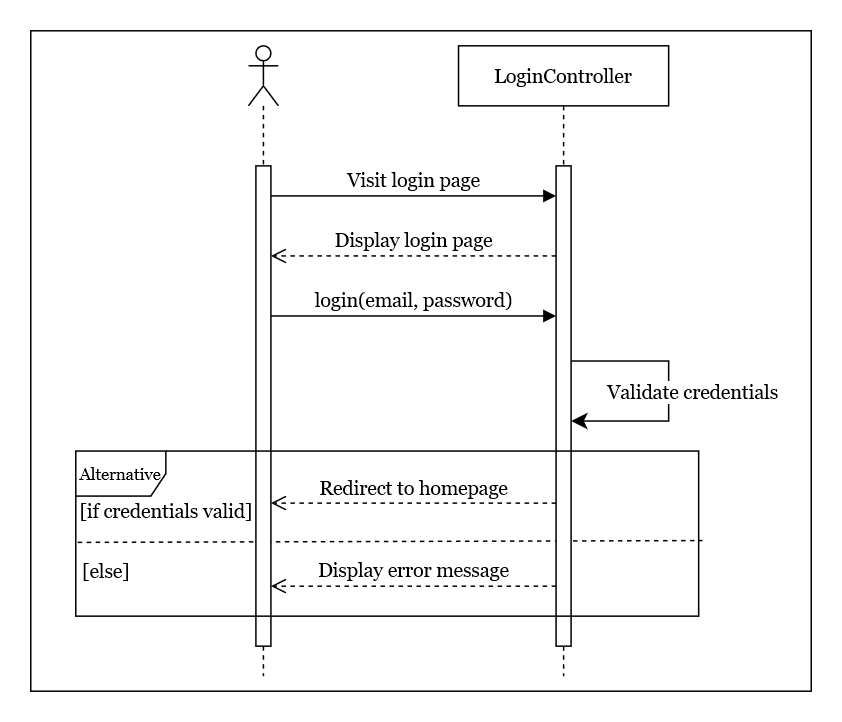 LoginController
Visit login page
Display login page
login(email, password)
Validate credentials
Alternative
Redirect to homepage
[if credentials valid]
Display error message
[else]